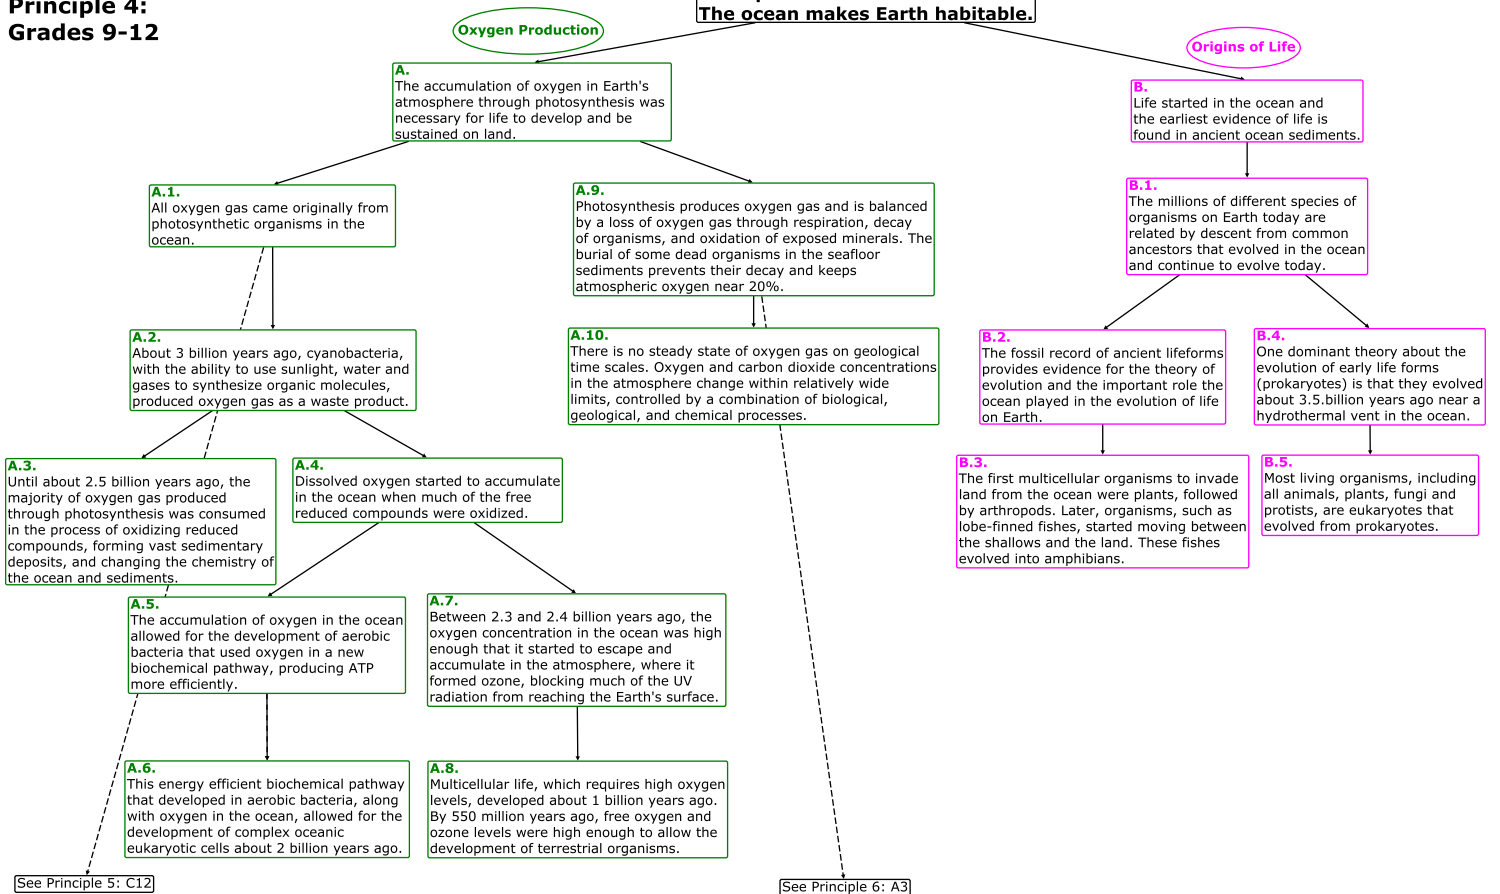 Principle 4:
Grades 9-12
The ocean makes Earth habitable.
Oxygen Production
Origins of Life
A.
The accumulation of oxygen in Earth's
atmosphere through photosynthesis was
necessary for life to develop and be
sustained on land.
B.
Life started in the ocean and
the earliest evidence of life is
found in ancient ocean sediments.
A.1.
All oxygen gas came originally from
photosynthetic organisms in the
ocean.
A.9.
Photosynthesis produces oxygen gas and is balanced
by a loss of oxygen gas through respiration, decay
of organisms, and oxidation of exposed minerals. The
burial of some dead organisms in the seafloor
sediments prevents their decay and keeps
atmospheric oxygen near 20%.
B.1.
The millions of different species of
organisms on Earth today are
related by descent from common
ancestors that evolved in the ocean
and continue to evolve today.
A.2.
About 3 billion years ago, cyanobacteria,
with the ability to use sunlight, water and
gases to synthesize organic molecules,
produced oxygen gas as a waste product.
A.10.
There is no steady state of oxygen gas on geological
time scales. Oxygen and carbon dioxide concentrations
in the atmosphere change within relatively wide
limits, controlled by a combination of biological,
geological, and chemical processes.
B.2.
The fossil record of ancient lifeforms
provides evidence for the theory of
evolution and the important role the
ocean played in the evolution of life
on Earth.
B.4.
One dominant theory about the
evolution of early life forms
(prokaryotes) is that they evolved
about 3.5.billion years ago near a
hydrothermal vent in the ocean.
A.3.
Until about 2.5 billion years ago, the
majority of oxygen gas produced
through photosynthesis was consumed
in the process of oxidizing reduced
compounds, forming vast sedimentary
deposits, and changing the chemistry of
the ocean and sediments.
A.4.
Dissolved oxygen started to accumulate
in the ocean when much of the free
reduced compounds were oxidized.
B.3.
The first multicellular organisms to invade
land from the ocean were plants, followed
by arthropods. Later, organisms, such as
lobe-finned fishes, started moving between
the shallows and the land. These fishes
evolved into amphibians.
B.5.
Most living organisms, including
all animals, plants, fungi and
protists, are eukaryotes that
evolved from prokaryotes.
A.5.
The accumulation of oxygen in the ocean
allowed for the development of aerobic
bacteria that used oxygen in a new
biochemical pathway, producing ATP
more efficiently.
A.7.
Between 2.3 and 2.4 billion years ago, the
oxygen concentration in the ocean was high
enough that it started to escape and
accumulate in the atmosphere, where it
formed ozone, blocking much of the UV
radiation from reaching the Earth's surface.
A.6.
This energy efficient biochemical pathway
that developed in aerobic bacteria, along
with oxygen in the ocean, allowed for the
development of complex oceanic
eukaryotic cells about 2 billion years ago.
A.8.
Multicellular life, which requires high oxygen
levels, developed about 1 billion years ago.
By 550 million years ago, free oxygen and
ozone levels were high enough to allow the
development of terrestrial organisms.
See Principle 5: C12
See Principle 6: A3